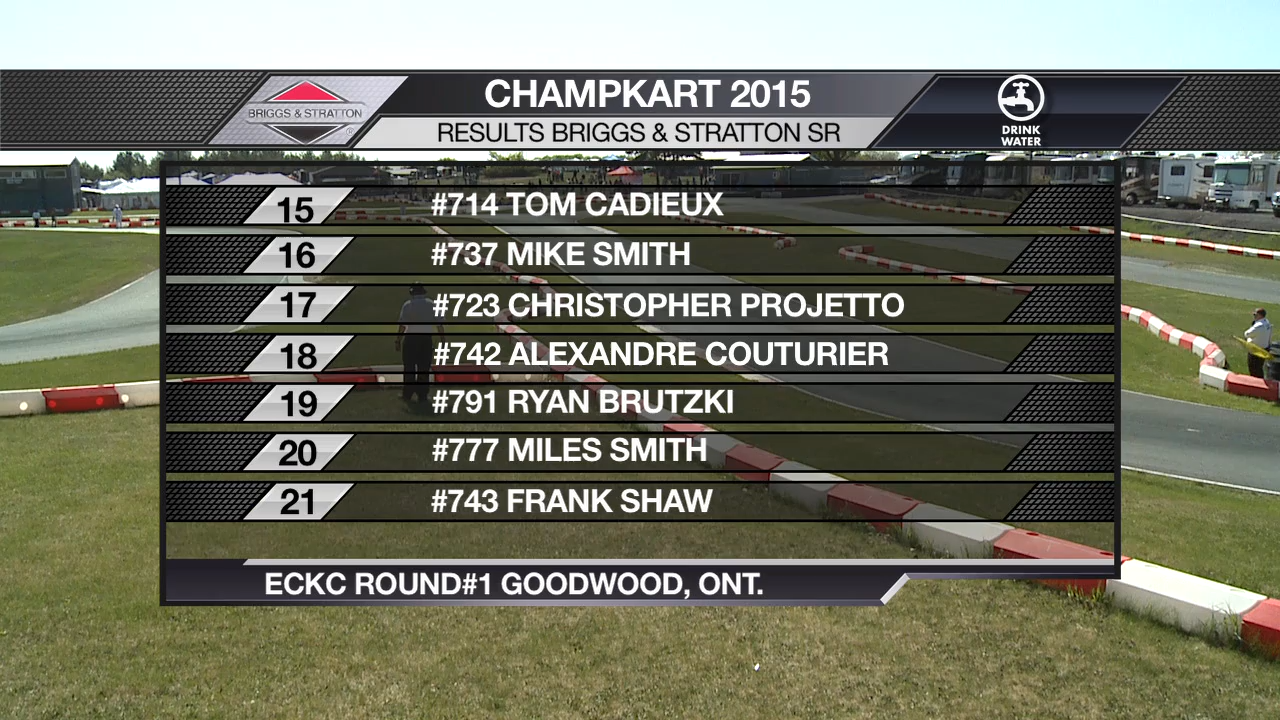 CHAMPKART 2015
RESULTS BRIGGS & STRATTON SR
BRIGGS & STRATTON
®
DRINK
WATER
15 #714 TOM CADIEUX
16 #737 MIKE SMITH
17 #723 CHRISTOPHER PROJETTO
18 #742 ALEXANDRE COUTURIER
19 #791 RYAN BRUTZKI
20 #777 MILES SMITH
21 #743 FRANK SHAW
ECKC ROUND#1 GOODWOOD, ONT.